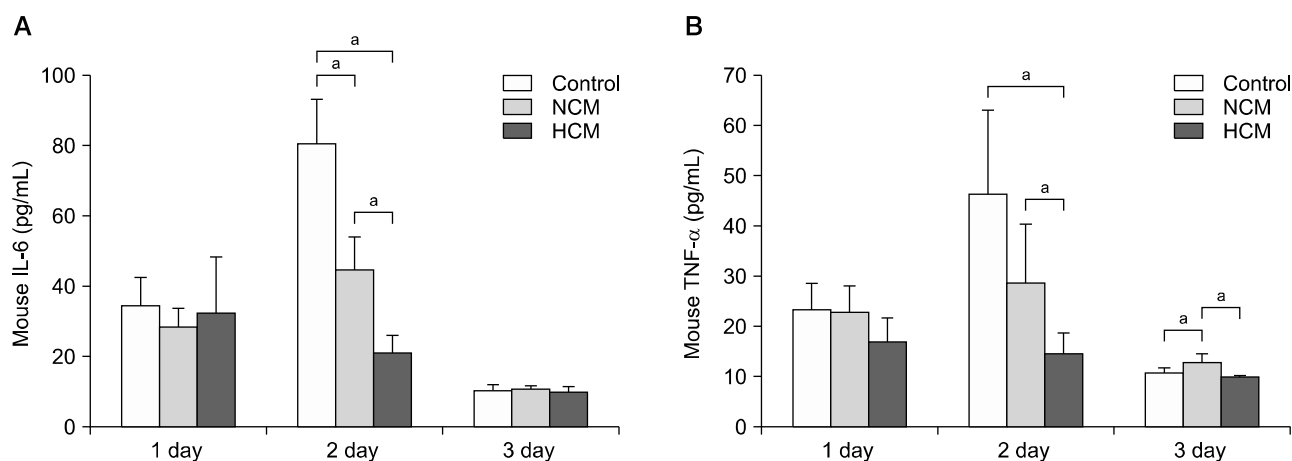 A
Mouse IL-6 (pg/mL)
100
80
60
40
20
0
a
a
a
Control
NCM
HCM
1 day
2 day
3 day
B
Mouse TNF-α (pg/mL)
70
60
50
40
30
20
10
0
a
a
a
a
Control
NCM
HCM
1 day
2 day
3 day